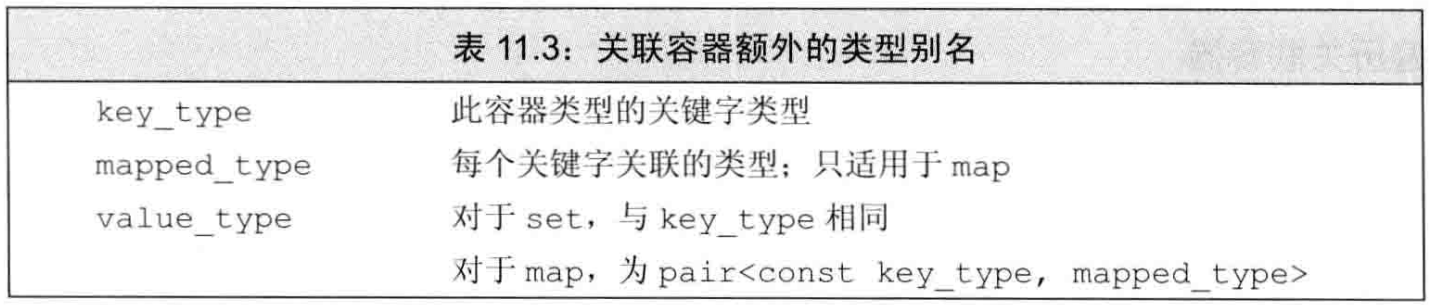 表 11.3：关联容器额外的类型别名
key_type 此容器类型的关键字类型
mapped_type 每个关键字关联的类型；只适用于 map
value_type 对于 set，与 key_type 相同
对于 map，为 pair<const key_type, mapped_type>